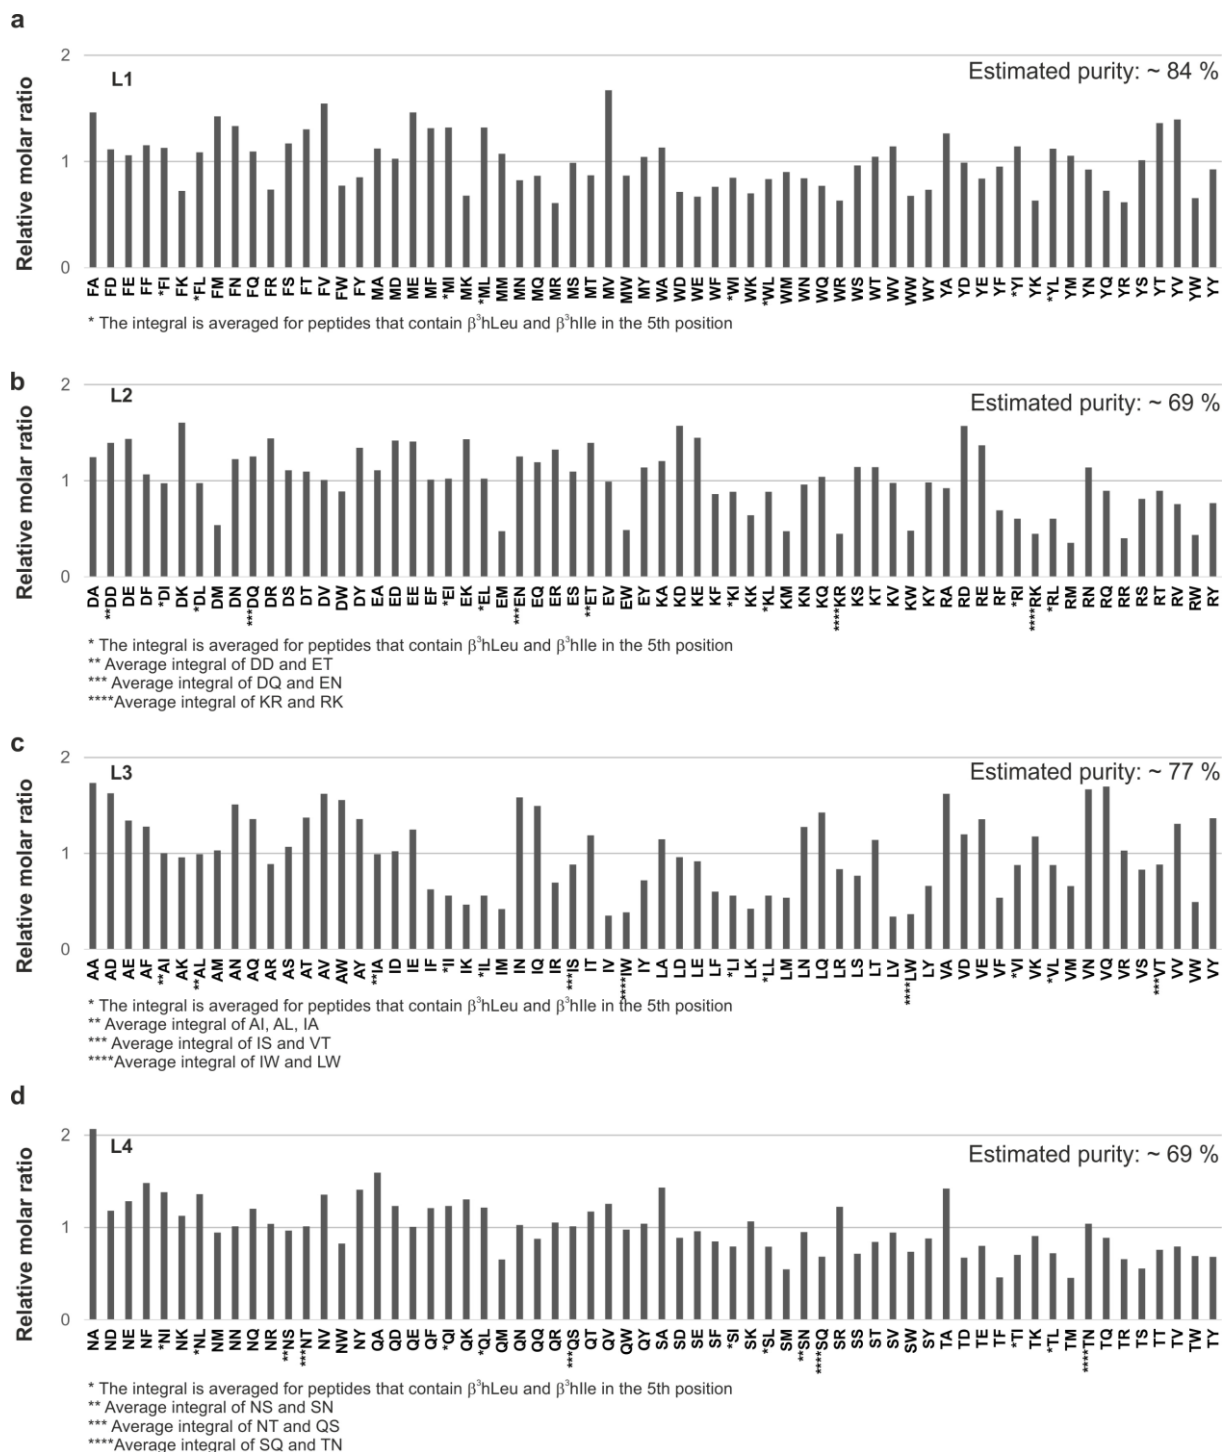 a
2
L1
Estimated purity: ~ 84 %
Relative molar ratio
1
0
FA FD FE FF *FI FK *FL FM FN FQ FR FS FT FV FW FY MA MD ME MF *MI MK *ML MM MN MQ MR MS MT MV MW MY WA WD WE WF *WI WK *WL WM WN WQ WR WS WT WV WW WY YA YD YE YF *YI YK *YL YM YN YQ YR YS YT YV YW YY
* The integral is averaged for peptides that contain β³hLeu and β³hIle in the 5th position
b
2
L2
Estimated purity: ~ 69 %
Relative molar ratio
1
0
DA ***DD DE DF *DI DK *DL DM DN ***DQ DR DS DT DV DW DY EA ED EE EF *EI EK *EL EM ***EN EQ ER ES **ET EV EW EY KA KD KE KF *KI KK *KL KM KN KQ ****KR KS KT KV KW KY RA RD RE RF *RI ****RK *RL RM RN RQ RR RS RT RV RW RY
* The integral is averaged for peptides that contain β³hLeu and β³hIle in the 5th position
** Average integral of DD and ET
*** Average integral of DQ and EN
****Average integral of KR and RK
c
2
L3
Estimated purity: ~ 77 %
Relative molar ratio
1
0
AA AD AE AF **AI AK **AL AM AN AQ AR AS AT AV AW AY **IA ID IE IF *II IK *IL IM IN IQ IR ***IS IT IV ****IW IY LA LD LE LF *LI LK *LL LM LN LQ LR LS LT LV ****LW LY VA VD VE VF *VI VK *VL VM VN VQ VR VS ***VT VV VW VY
* The integral is averaged for peptides that contain β³hLeu and β³hIle in the 5th position
** Average integral of AI, AL, IA
*** Average integral of IS and VT
****Average integral of IW and LW
d
2
L4
Estimated purity: ~ 69 %
Relative molar ratio
1
0
NA ND NE NF *NI NK *NL NM NN NQ NR **NS ***NT NV NW NY QA QD QE QF *QI QK *QL QM QN QQ QR ***QS QT QV QW QY SA SD SE SF *SI SK *SL SM **SN ****SQ SR SS ST SV SW SY TA TD TE TF *TI TK *TL TM ****TN TQ TR TS TT TV TW TY
* The integral is averaged for peptides that contain β³hLeu and β³hIle in the 5th position
** Average integral of NS and SN
*** Average integral of NT and QS
****Average integral of SQ and TN